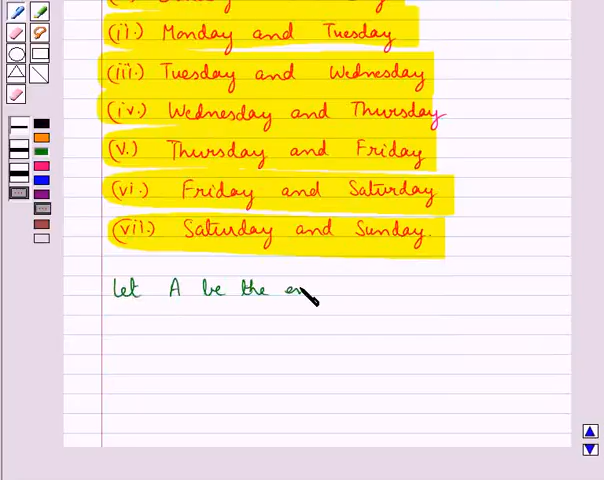 (ii.) Monday and Tuesday
(iii.) Tuesday and Wednesday
(iv.) Wednesday and Thursday
(v.) Thursday and Friday
(vi.) Friday and Saturday
(vii.) Saturday and Sunday.
Let A be the